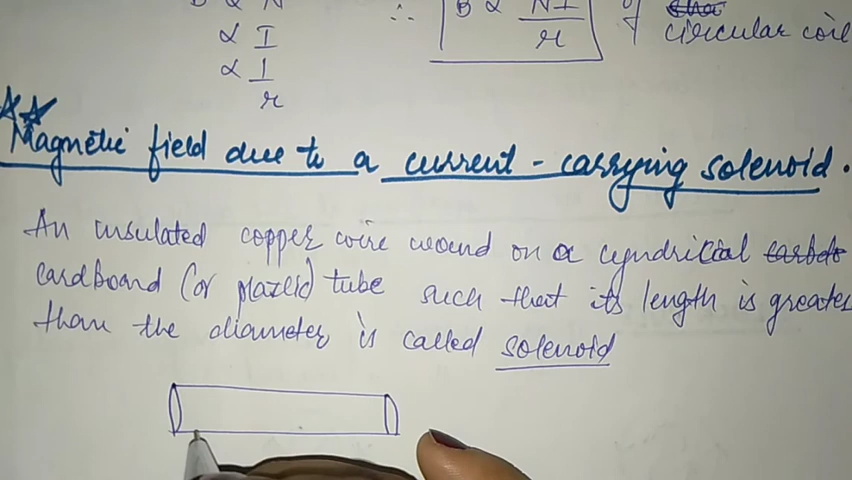 B ∝ N
∴ B ∝ NI/r of
circular coil
∝ I
∝ 1/r
Magnetic field due to a current-carrying solenoid.
An insulated copper wire wound on a cyndricial
cardboard (or plastic) tube such that its length is greater
than the diameter is called solenoid